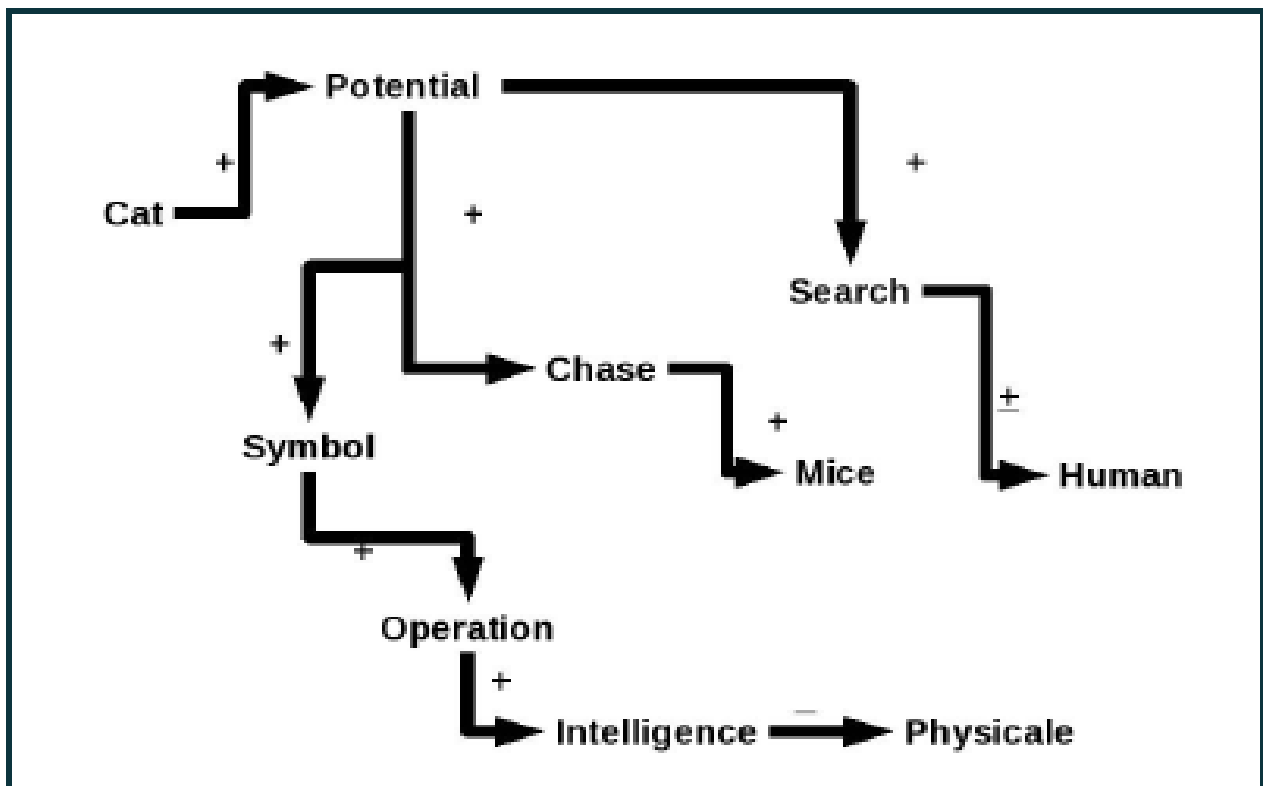 Potential
+
+
Cat
+
Search
+
Chase
±
+
Symbol
Mice
Human
+
Operation
+
Intelligence
−
Physicale